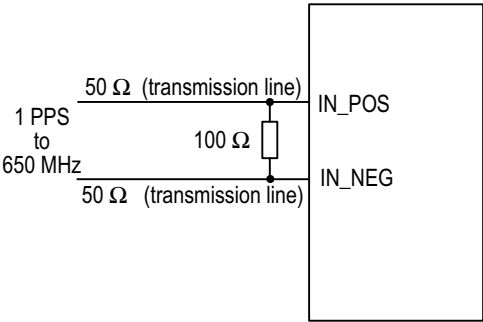 50 Ω (transmission line)
IN_POS
1 PPS
to
650 MHz
100 Ω
IN_NEG
50 Ω (transmission line)